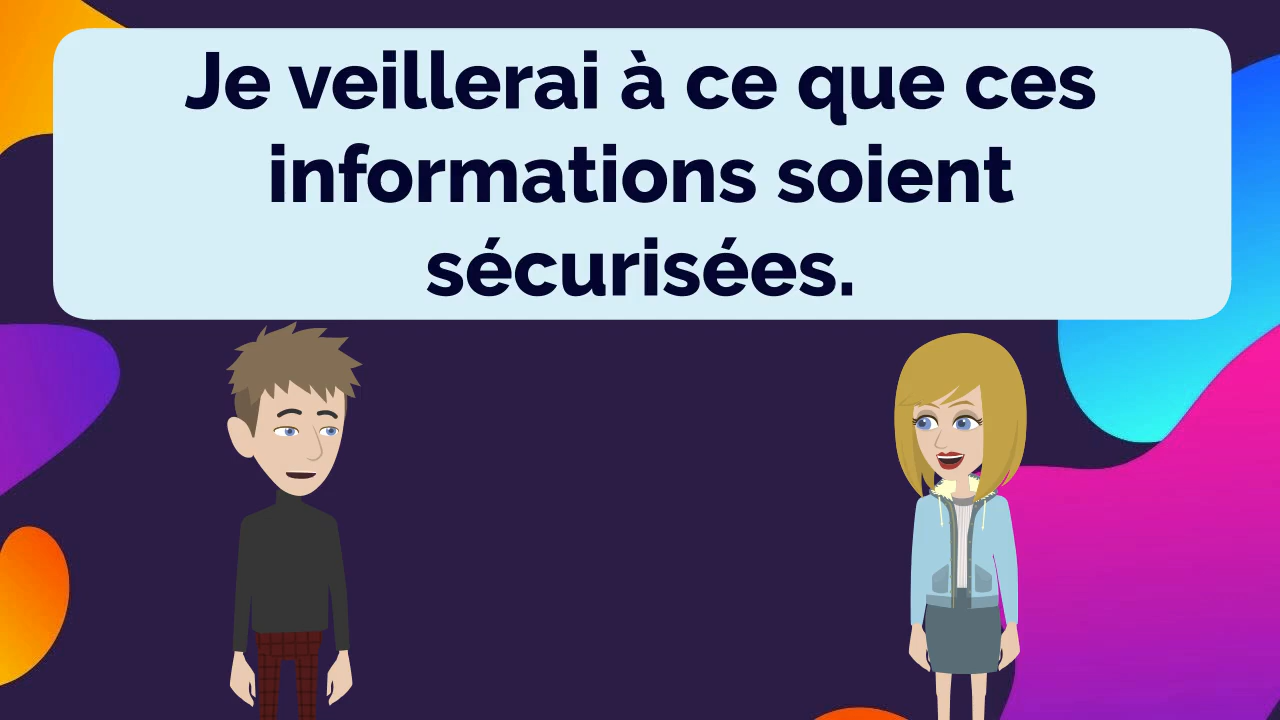 Je veillerai à ce que ces
informations soient
sécurisées.